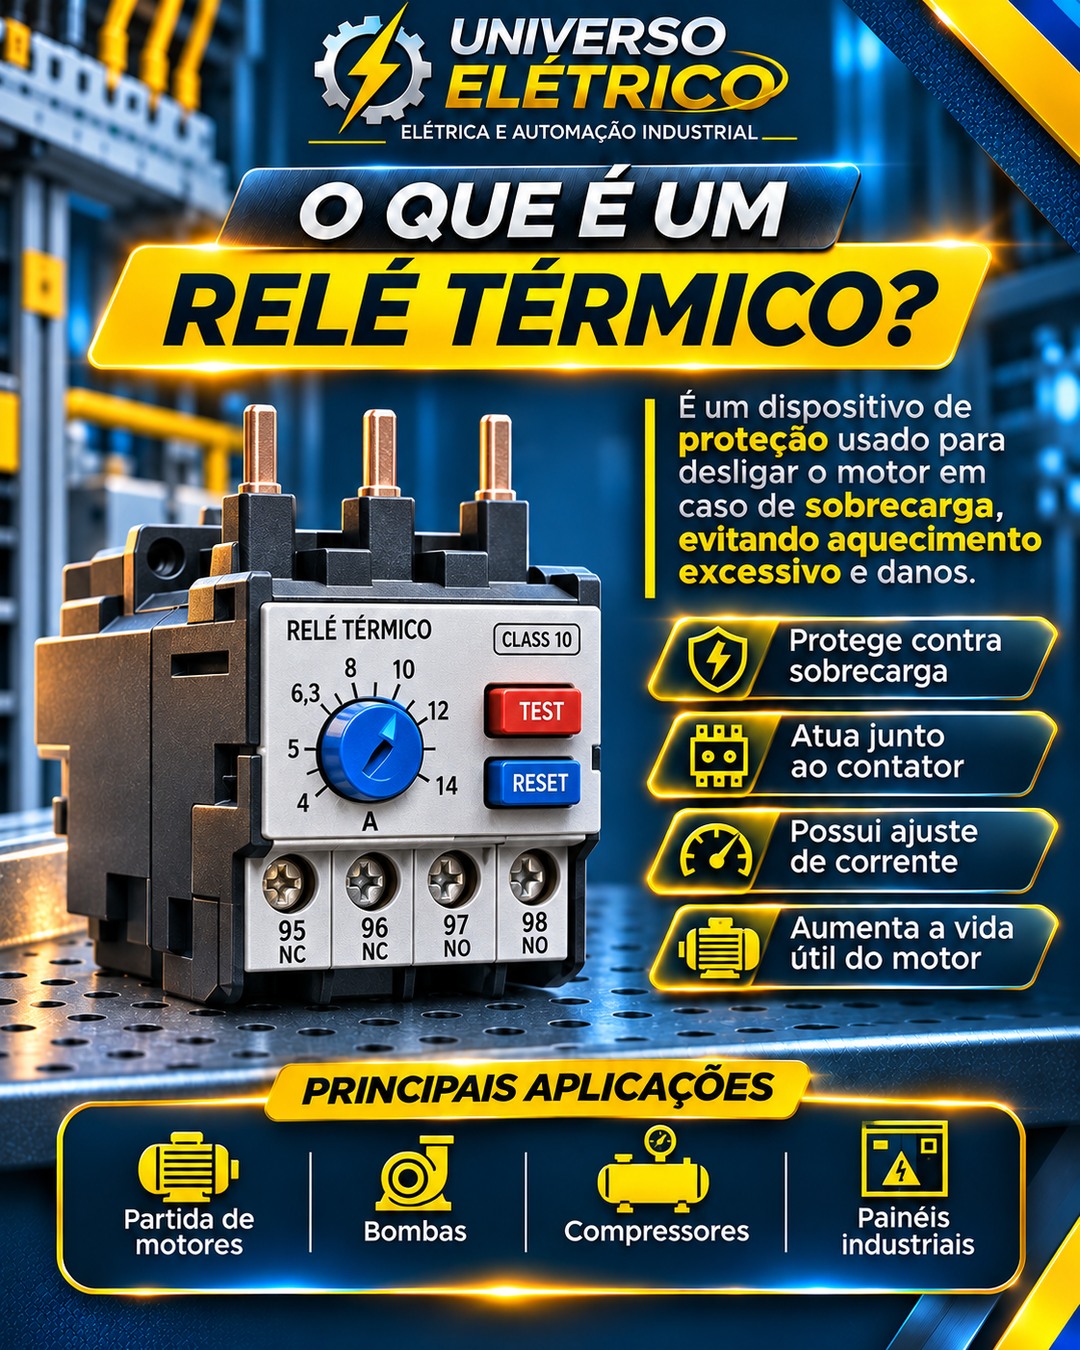 UNIVERSO
ELÉTRICO
ELÉTRICA E AUTOMAÇÃO INDUSTRIAL
O QUE É UM
RELÉ TÉRMICO?
É um dispositivo de
proteção usado para
desligar o motor em
caso de sobrecarga,
evitando aquecimento
excessivo e danos.
RELÉ TÉRMICO
CLASS 10
4
5
6,3
8
10
12
14
A
TEST
RESET
95
NC
96
NC
97
NO
98
NO
Protege contra
sobrecarga
Atua junto
ao contator
Possui ajuste
de corrente
Aumenta a vida
útil do motor
PRINCIPAIS APLICAÇÕES
Partida de
motores
Bombas
Compressores
Painéis
industriais